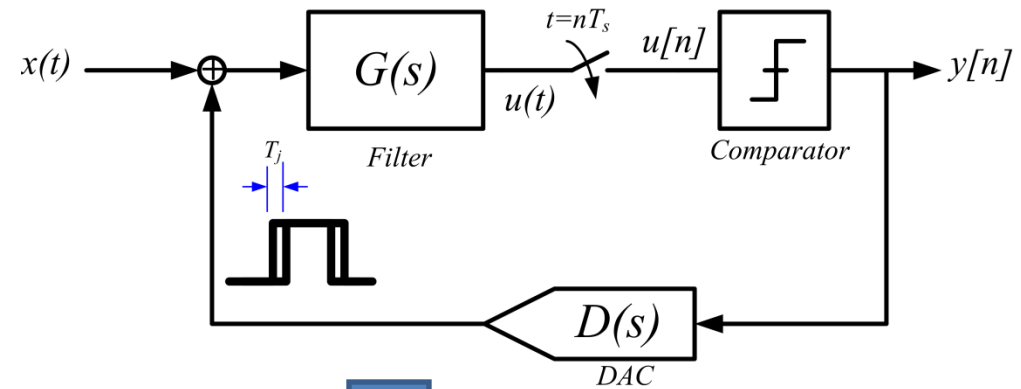 t=nTₛ
x(t)
G(s)
u(t)
u[n]
y[n]
Filter
Comparator
Tⱼ
D(s)
DAC